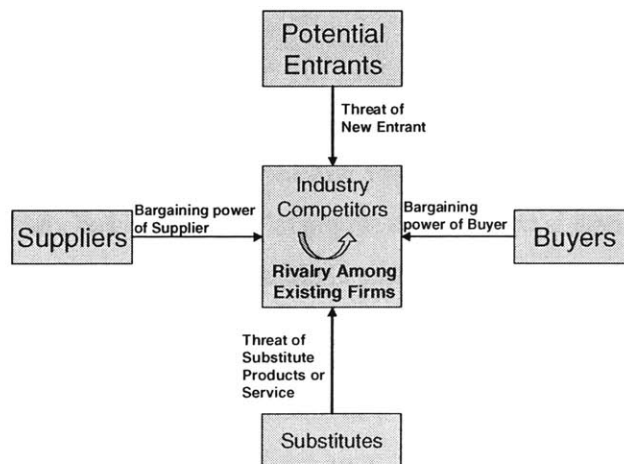 Potential
Entrants
Threat of
New Entrant
Industry
Competitors
Rivalry Among
Existing Firms
Suppliers
Bargaining power
of Supplier
Bargaining
power of Buyer
Buyers
Threat of
Substitute
Products or
Service
Substitutes